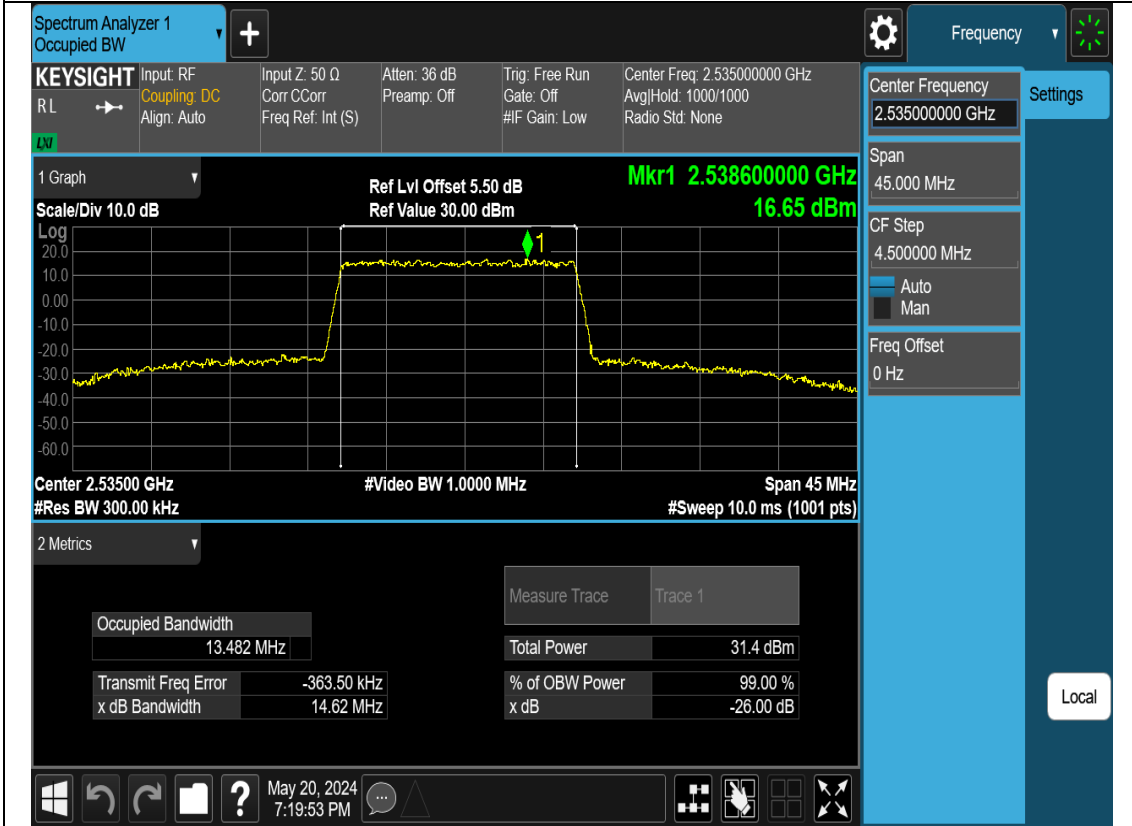 Spectrum Analyzer 1
Occupied BW
+
Frequency
KEYSIGHT
RL
LXI
Input: RF
Coupling: DC
Align: Auto
Input Z: 50 Ω
Corr CCorr
Freq Ref: Int (S)
Atten: 36 dB
Preamp: Off
Trig: Free Run
Gate: Off
#IF Gain: Low
Center Freq: 2.535000000 GHz
Avg|Hold: 1000/1000
Radio Std: None
Center Frequency
2.535000000 GHz
Settings
Span
45.000 MHz
CF Step
4.500000 MHz
Auto
Man
Freq Offset
0 Hz
Local
1 Graph
Scale/Div 10.0 dB
Ref Lvl Offset 5.50 dB
Ref Value 30.00 dBm
Mkr1 2.538600000 GHz
16.65 dBm
Log
1
20.0
10.0
0.00
-10.0
-20.0
-30.0
-40.0
-50.0
-60.0
Center 2.53500 GHz
#Video BW 1.0000 MHz
Span 45 MHz
#Res BW 300.00 kHz
#Sweep 10.0 ms (1001 pts)
2 Metrics
Measure Trace
Trace 1
Occupied Bandwidth
13.482 MHz
Total Power
31.4 dBm
Transmit Freq Error
-363.50 kHz
% of OBW Power
99.00 %
x dB Bandwidth
14.62 MHz
x dB
-26.00 dB
?
May 20, 2024
7:19:53 PM